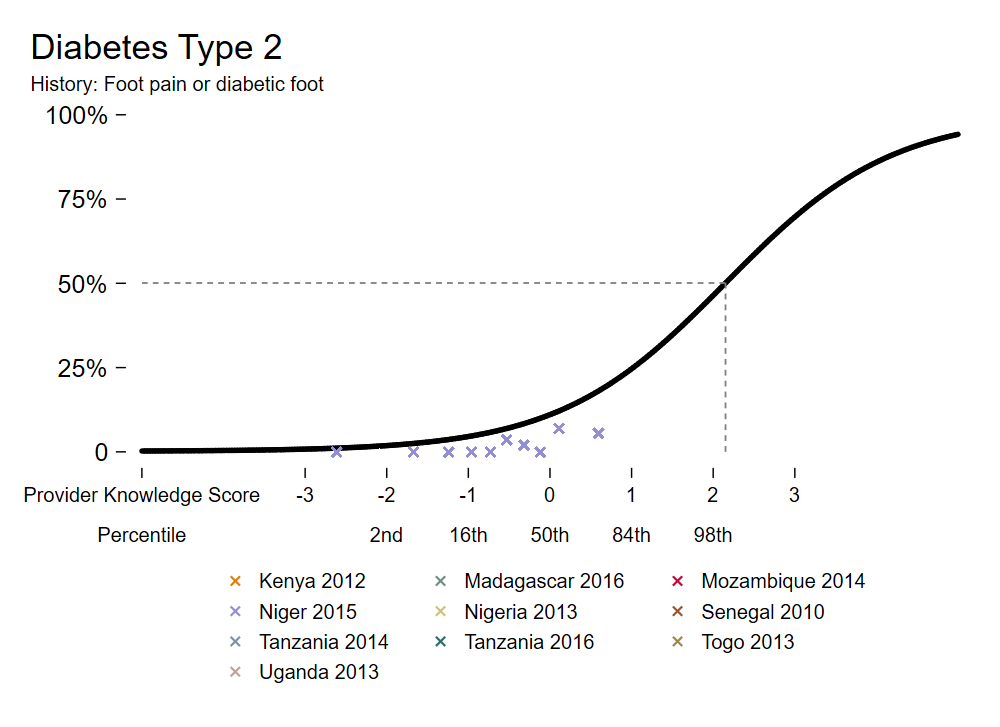 Diabetes Type 2
History: Foot pain or diabetic foot
100%
75%
50%
25%
0
Provider Knowledge Score -3 -2 -1 0 1 2 3
Percentile 2nd 16th 50th 84th 98th
Kenya 2012 Madagascar 2016 Mozambique 2014
Niger 2015 Nigeria 2013 Senegal 2010
Tanzania 2014 Tanzania 2016 Togo 2013
Uganda 2013